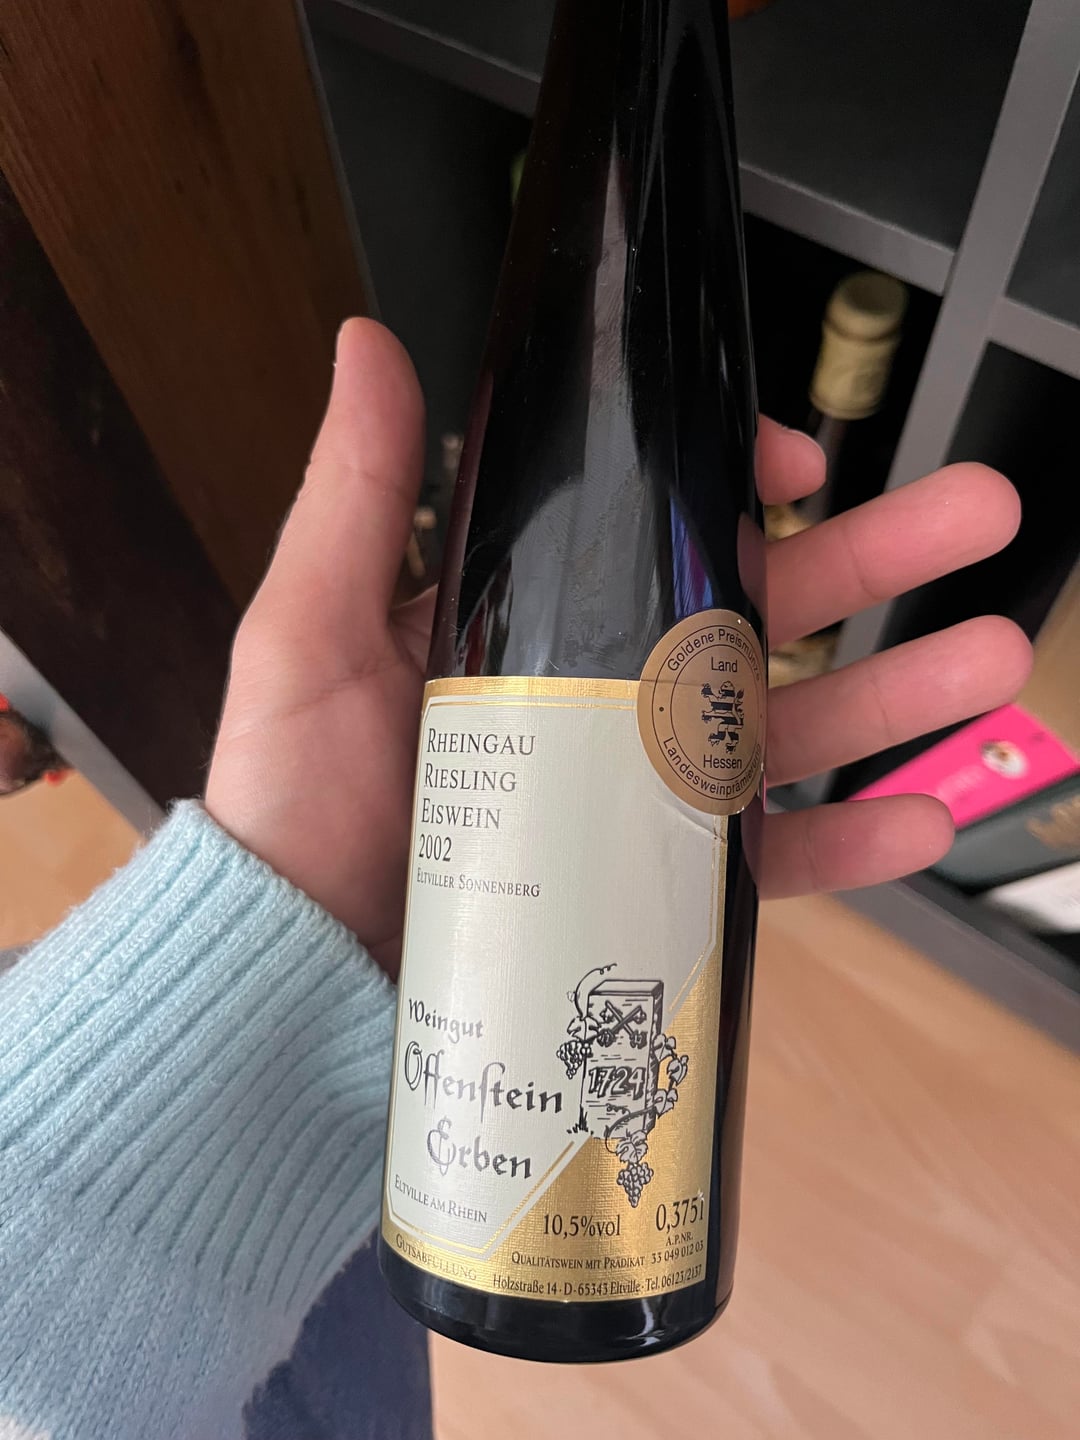 Goldene Preismünze
Land
Hessen
Landesweinprämierung
RHEINGAU
RIESLING
EISWEIN
2002
ELTVILLER SONNENBERG
Weingut
Offenſtein
Erben
1724
ELTVILLE AM RHEIN
10,5%vol
0,375l
A.P.NR.
QUALITÄTSWEIN MIT PRÄDIKAT 33 049 012 03
GUTSABFÜLLUNG
Holzstraße 14 · D-65343 Eltville · Tel. 06123/2137